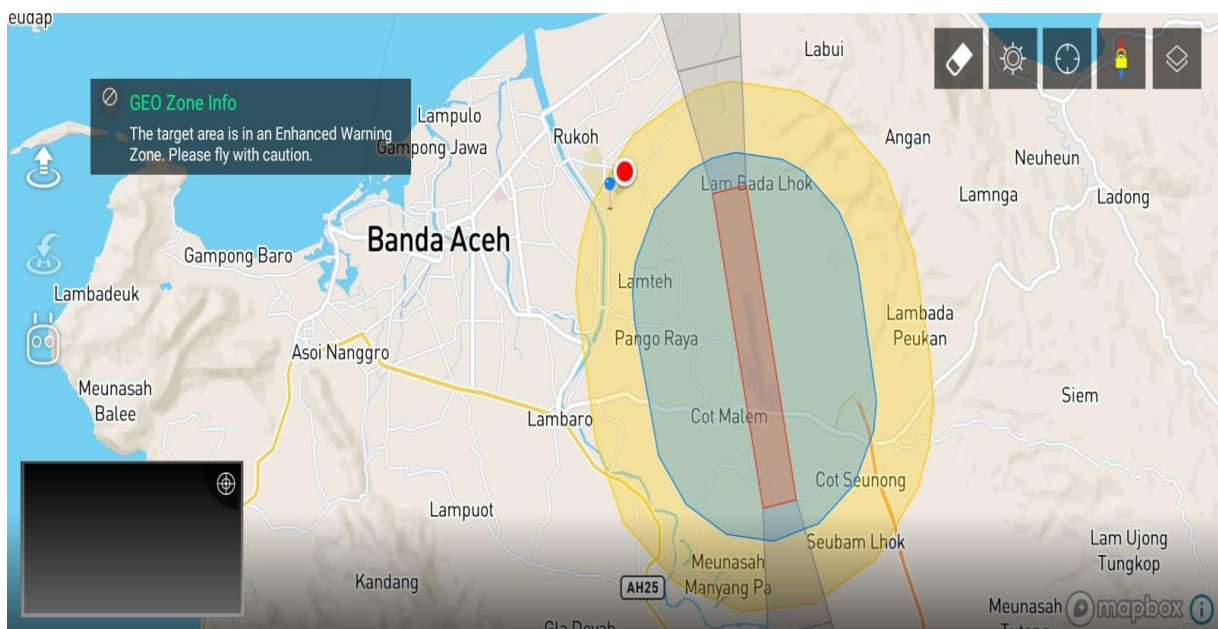 eudap
GEO Zone Info
The target area is in an Enhanced Warning
Zone. Please fly with caution.
Labui
Lampulo
Gampong Jawa
Rukoh
Angan
Neuheun
Lam Bada Lhok
Lamnga
Ladong
Banda Aceh
Gampong Baro
Lambadeuk
Lamteh
Lambada
Peukan
Pango Raya
Asoi Nanggro
Meunasah
Balee
Siem
Lambaro
Cot Malem
Cot Seunong
Lampuot
Seubam Lhok
Lam Ujong
Tungkop
Kandang
AH25
Meunasah
Manyang Pa
Meunasah
mapbox